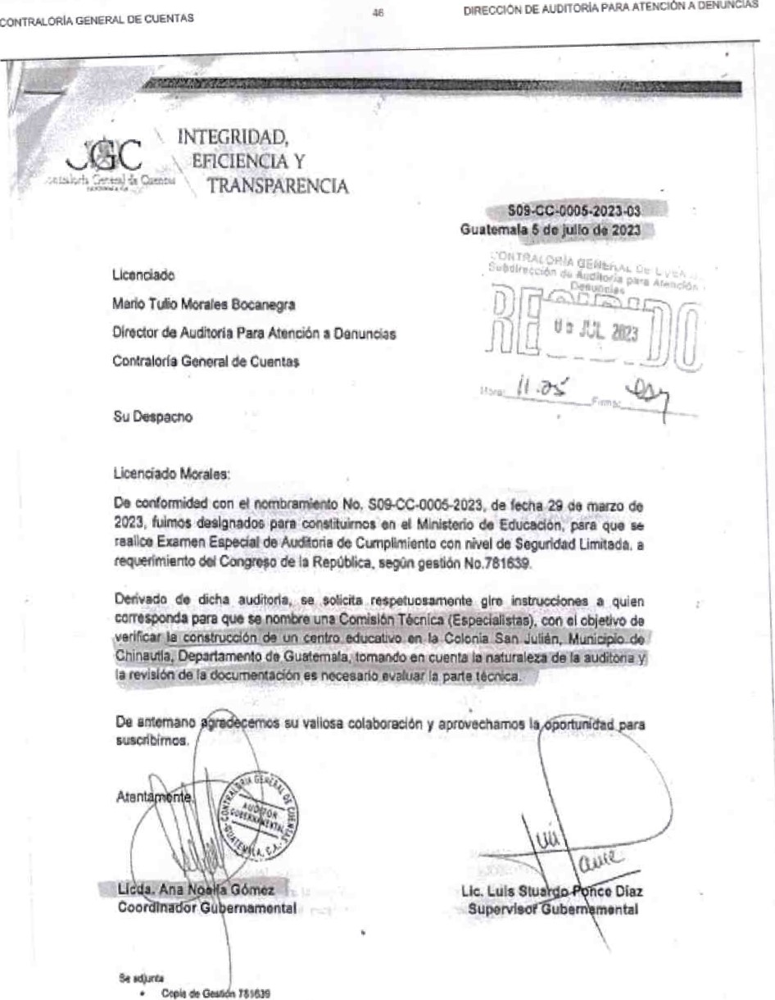 CONTRALORÍA GENERAL DE CUENTAS
46
DIRECCIÓN DE AUDITORÍA PARA ATENCIÓN A DENUNCIAS
INTEGRIDAD,
EFICIENCIA Y
TRANSPARENCIA
Contraloría General de Cuentas
S09-CC-0005-2023-03
Guatemala 5 de julio de 2023
CONTRALORÍA GENERAL DE
Subdirección de Auditoría para Atención
Denuncias
RECIBIDO
JUL 2023
Hora: 11.05 Firma:
Licenciado
Mario Tulio Morales Bocanegra
Director de Auditoria Para Atención a Denuncias
Contraloría General de Cuentas
Su Despacho
Licenciado Morales:
De conformidad con el nombramiento No. S09-CC-0005-2023, de fecha 29 de marzo de
2023, fuimos designados para constituirnos en el Ministerio de Educación, para que se
realice Examen Especial de Auditoria de Cumplimiento con nivel de Seguridad Limitada, a
requerimiento del Congreso de la República, según gestión No.781639.
Derivado de dicha auditoría, se solicita respetuosamente gire instrucciones a quien
corresponda para que se nombre una Comisión Técnica (Especialistas), con el objetivo de
verificar la construcción de un centro educativo en la Colonia San Julián, Municipio de
Chinautla, Departamento de Guatemala, tomando en cuenta la naturaleza de la auditoria y
la revisión de la documentación es necesario evaluar la parte técnica.
De antemano agradecemos su valiosa colaboración y aprovechamos la oportunidad para
suscribirnos.
Atentamente,
CONTRALORIA GENERAL DE CUENTAS
AUDITOR
GUBERNAMENTAL
GUATEMALA, C.A.
Licda. Ana Noelia Gómez
Coordinador Gubernamental
Lic. Luis Stuardo Ponce Díaz
Supervisor Gubernamental
Se adjunta
• Copia de Gestión 781639